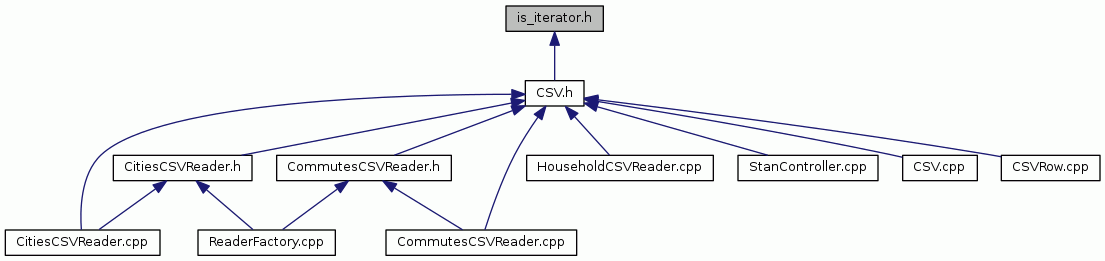 is_iterator.h
CSV.h
CitiesCSVReader.h
CommutesCSVReader.h
HouseholdCSVReader.cpp
StanController.cpp
CSV.cpp
CSVRow.cpp
CitiesCSVReader.cpp
ReaderFactory.cpp
CommutesCSVReader.cpp